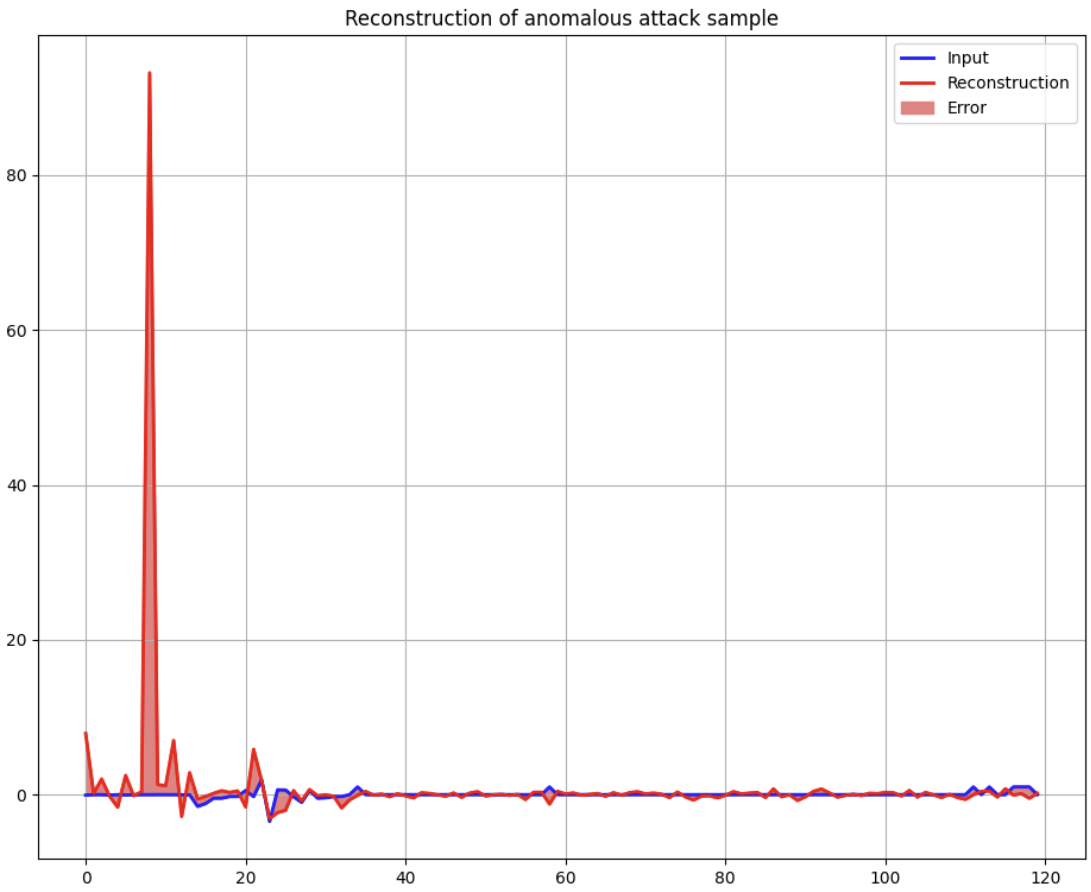 Reconstruction of anomalous attack sample
Input
Reconstruction
Error
80
60
40
20
0
0 20 40 60 80 100 120